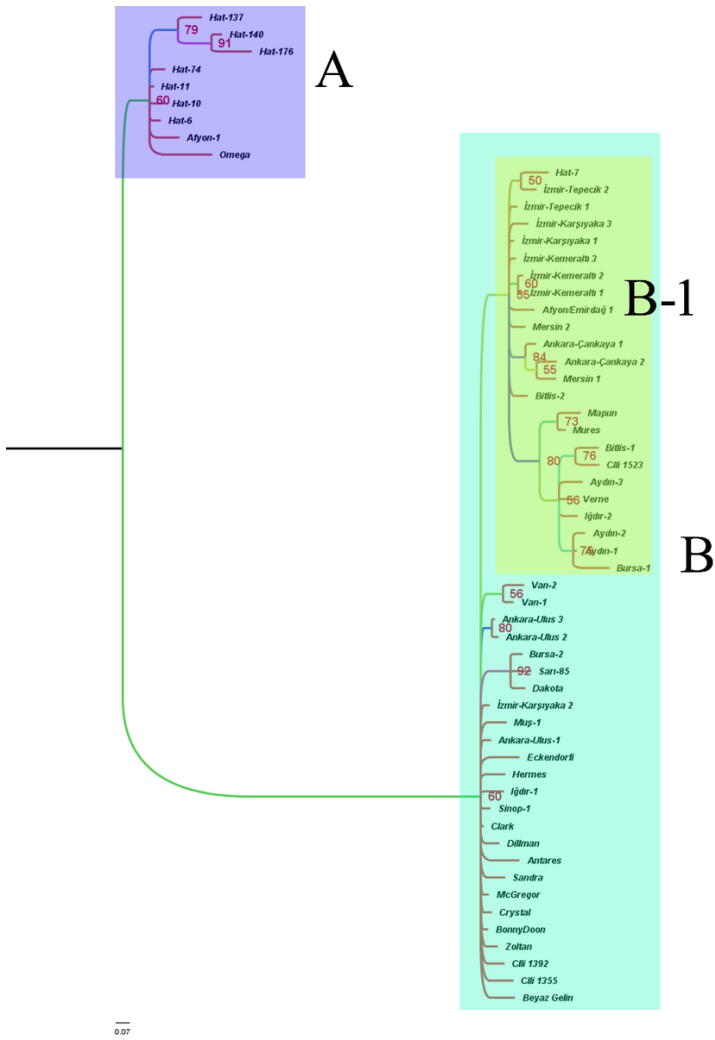 Hat-137
79
Hat-140
91
Hat-176
A
Hat-74
Hat-11
60
Hat-10
Hat-6
Afyon-1
Omega
Hat-7
50
İzmir-Tepecik 2
İzmir-Tepecik 1
İzmir-Karşıyaka 3
İzmir-Karşıyaka 1
İzmir-Kemeraltı 3
İzmir-Kemeraltı 2
60
55
İzmir-Kemeraltı 1
B-1
Afyon/Emirdağ 1
Mersin 2
Ankara-Çankaya 1
84
Ankara-Çankaya 2
55
Mersin 1
Bitlis-2
Mapun
73
Mures
Bitlis-1
76
80
Clli 1523
Aydın-3
56
Verne
Iğdır-2
Aydın-2
Aydın-1
B
Bursa-1
Van-2
56
Van-1
Ankara-Ulus 3
80
Ankara-Ulus 2
Bursa-2
92
Sarı-85
Dakota
İzmir-Karşıyaka 2
Muş-1
Ankara-Ulus-1
Eckendorfi
Hermes
60
Iğdır-1
Sinop-1
Clark
Dillman
Antares
Sandra
McGregor
Crystal
BonnyDoon
Zoltan
Clli 1392
Clli 1355
Beyaz Gelin
0.07